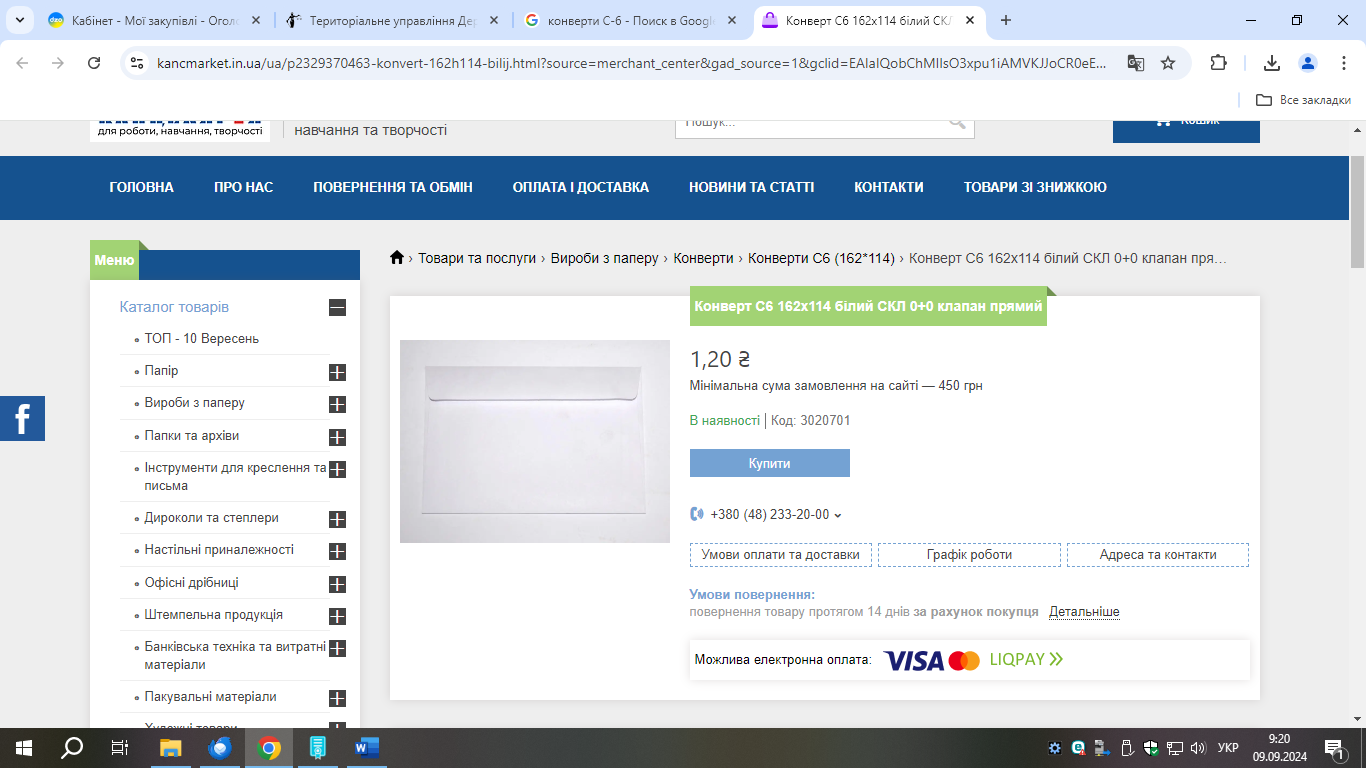 Кабінет - Мої закупівлі - Огол
Територіальне управління Дер
конверти С-6 - Поиск в Google
Конверт С6 162х114 білий СКЛ
kancmarket.in.ua/ua/p2329370463-konvert-162h114-bilij.html?source=merchant_center&gad_source=1&gclid=EAIaIQobChMIIsO3xpu1iAMVKJJoCR0eE...
Все закладки
для роботи, навчання, творчості
навчання та творчості
Пошук...
Кошик
ГОЛОВНА
ПРО НАС
ПОВЕРНЕННЯ ТА ОБМІН
ОПЛАТА І ДОСТАВКА
НОВИНИ ТА СТАТТІ
КОНТАКТИ
ТОВАРИ ЗІ ЗНИЖКОЮ
Меню
Каталог товарів
ТОП - 10 Вересень
Папір
Вироби з паперу
Папки та архіви
Інструменти для креслення та
письма
Дироколи та степлери
Настільні приналежності
Офісні дрібниці
Штемпельна продукція
Банківська техніка та витратні
матеріали
Пакувальні матеріали
Художні товари
› Товари та послуги › Вироби з паперу › Конверти › Конверти С6 (162*114) › Конверт С6 162х114 білий СКЛ 0+0 клапан пря…
Конверт С6 162х114 білий СКЛ 0+0 клапан прямий
1,20 ₴
Мінімальна сума замовлення на сайті — 450 грн
В наявності | Код: 3020701
Купити
+380 (48) 233-20-00
Умови оплати та доставки
Графік роботи
Адреса та контакти
Умови повернення:
повернення товару протягом 14 днів за рахунок покупця Детальніше
Можлива електронна оплата: VISA LIQPAY
УКР
9:20
09.09.2024
1